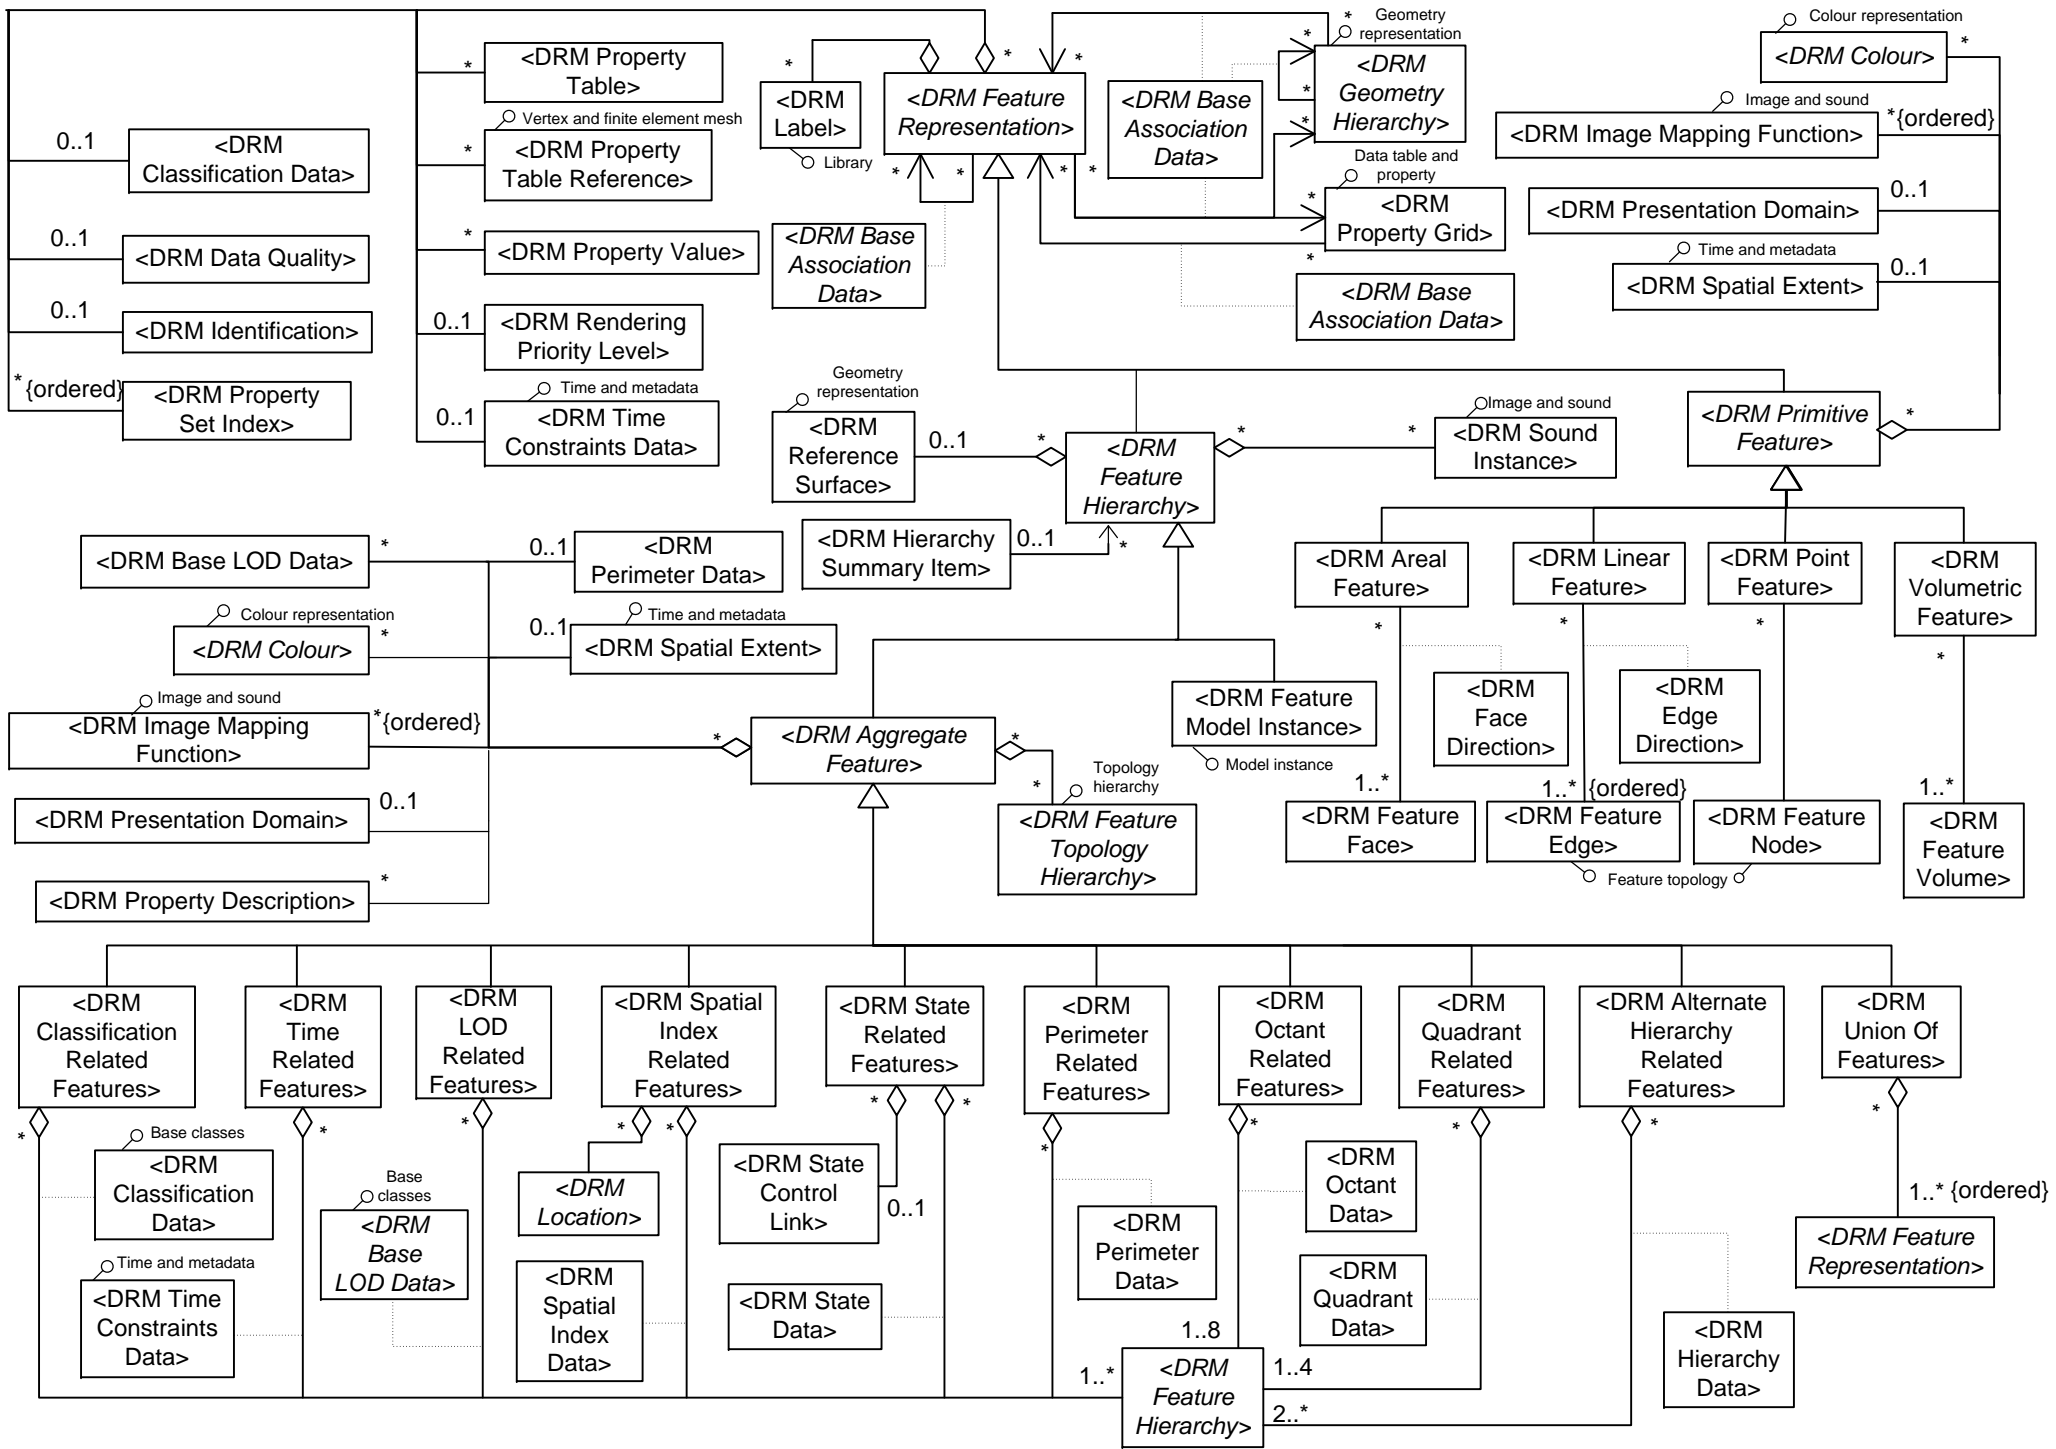 Geometry
representation
Colour representation
<DRM Colour>
*
<DRM Property
Table>
*
<DRM
Label>
*
Library
<DRM Feature
Representation>
*
*
<DRM Base
Association
Data>
<DRM
Geometry
Hierarchy>
*
*
*
*
Image and sound
<DRM Image Mapping Function>
*{ordered}
Vertex and finite element mesh
<DRM Property
Table Reference>
*
0..1
<DRM
Classification Data>
*
*
*
*
Data table and
property
<DRM
Property Grid>
*
<DRM Presentation Domain>
0..1
0..1
<DRM Data Quality>
*
<DRM Property Value>
<DRM Base
Association
Data>
Time and metadata
<DRM Spatial Extent>
0..1
<DRM Base
Association Data>
0..1
<DRM Identification>
0..1
<DRM Rendering
Priority Level>
*{ordered}
<DRM Property
Set Index>
Time and metadata
0..1
<DRM Time
Constraints Data>
Geometry
representation
<DRM
Reference
Surface>
0..1
*
<DRM
Feature
Hierarchy>
*
*
Image and sound
<DRM Sound
Instance>
<DRM Primitive
Feature>
*
<DRM Base LOD Data>
*
0..1
<DRM
Perimeter Data>
<DRM Hierarchy
Summary Item>
0..1
*
<DRM Areal
Feature>
*
<DRM Linear
Feature>
*
<DRM Point
Feature>
*
<DRM
Volumetric
Feature>
*
Colour representation
<DRM Colour>
*
Time and metadata
0..1
<DRM Spatial Extent>
<DRM
Face
Direction>
<DRM
Edge
Direction>
Image and sound
<DRM Image Mapping
Function>
*{ordered}
*
<DRM Aggregate
Feature>
*
*
<DRM Feature
Model Instance>
Model instance
Topology
hierarchy
<DRM Feature
Topology
Hierarchy>
<DRM Presentation Domain>
0..1
<DRM Property Description>
*
1..*
<DRM Feature
Face>
1..* {ordered}
<DRM Feature
Edge>
<DRM Feature
Node>
Feature topology
1..*
<DRM
Feature
Volume>
<DRM
Classification
Related
Features>
*
<DRM
Time
Related
Features>
*
<DRM
LOD
Related
Features>
*
<DRM Spatial
Index
Related
Features>
*
*
<DRM State
Related
Features>
*
*
<DRM
Perimeter
Related
Features>
*
<DRM
Octant
Related
Features>
*
<DRM
Quadrant
Related
Features>
*
<DRM Alternate
Hierarchy
Related
Features>
*
<DRM
Union Of
Features>
*
Base classes
<DRM
Classification
Data>
Time and metadata
<DRM Time
Constraints
Data>
Base
classes
<DRM
Base
LOD Data>
<DRM
Location>
<DRM
Spatial
Index
Data>
<DRM State
Control
Link>
0..1
<DRM State
Data>
<DRM
Perimeter
Data>
<DRM
Octant
Data>
<DRM
Quadrant
Data>
<DRM
Hierarchy
Data>
1..* {ordered}
<DRM Feature
Representation>
1..8
1..*
<DRM
Feature
Hierarchy>
1..4
2..*